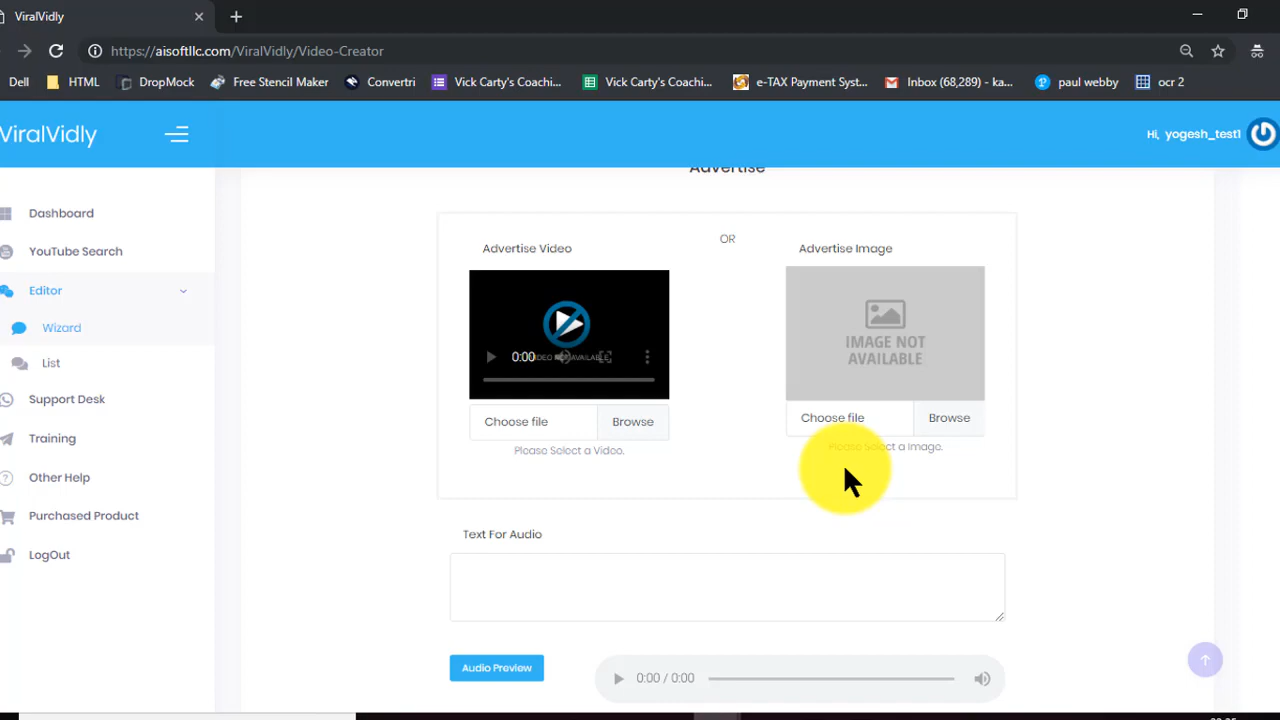 ViralVidly
https://aisoftllc.com/ViralVidly/Video-Creator
Dell HTML DropMock Free Stencil Maker Convertri Vick Carty's Coachi... Vick Carty's Coachi... e-TAX Payment Syst... Inbox (68,289) - ka... paul webby ocr 2
ViralVidly
Hi, yogesh_test1
Advertise
Dashboard
YouTube Search
Editor
Wizard
List
Support Desk
Training
Other Help
Purchased Product
LogOut
Advertise Video
OR
Advertise Image
0:00
IMAGE NOT
AVAILABLE
Choose file Browse
Please Select a Video.
Choose file Browse
Please Select a Image.
Text For Audio
Audio Preview
0:00 / 0:00